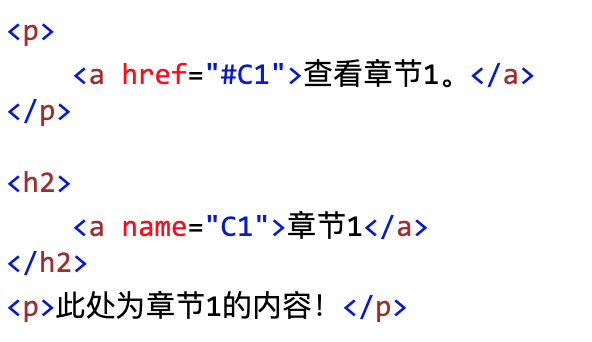 <p>
    <a href="#C1">查看章节1。</a>
</p>
<h2>
    <a name="C1">章节1</a>
</h2>
<p>此处为章节1的内容！</p>